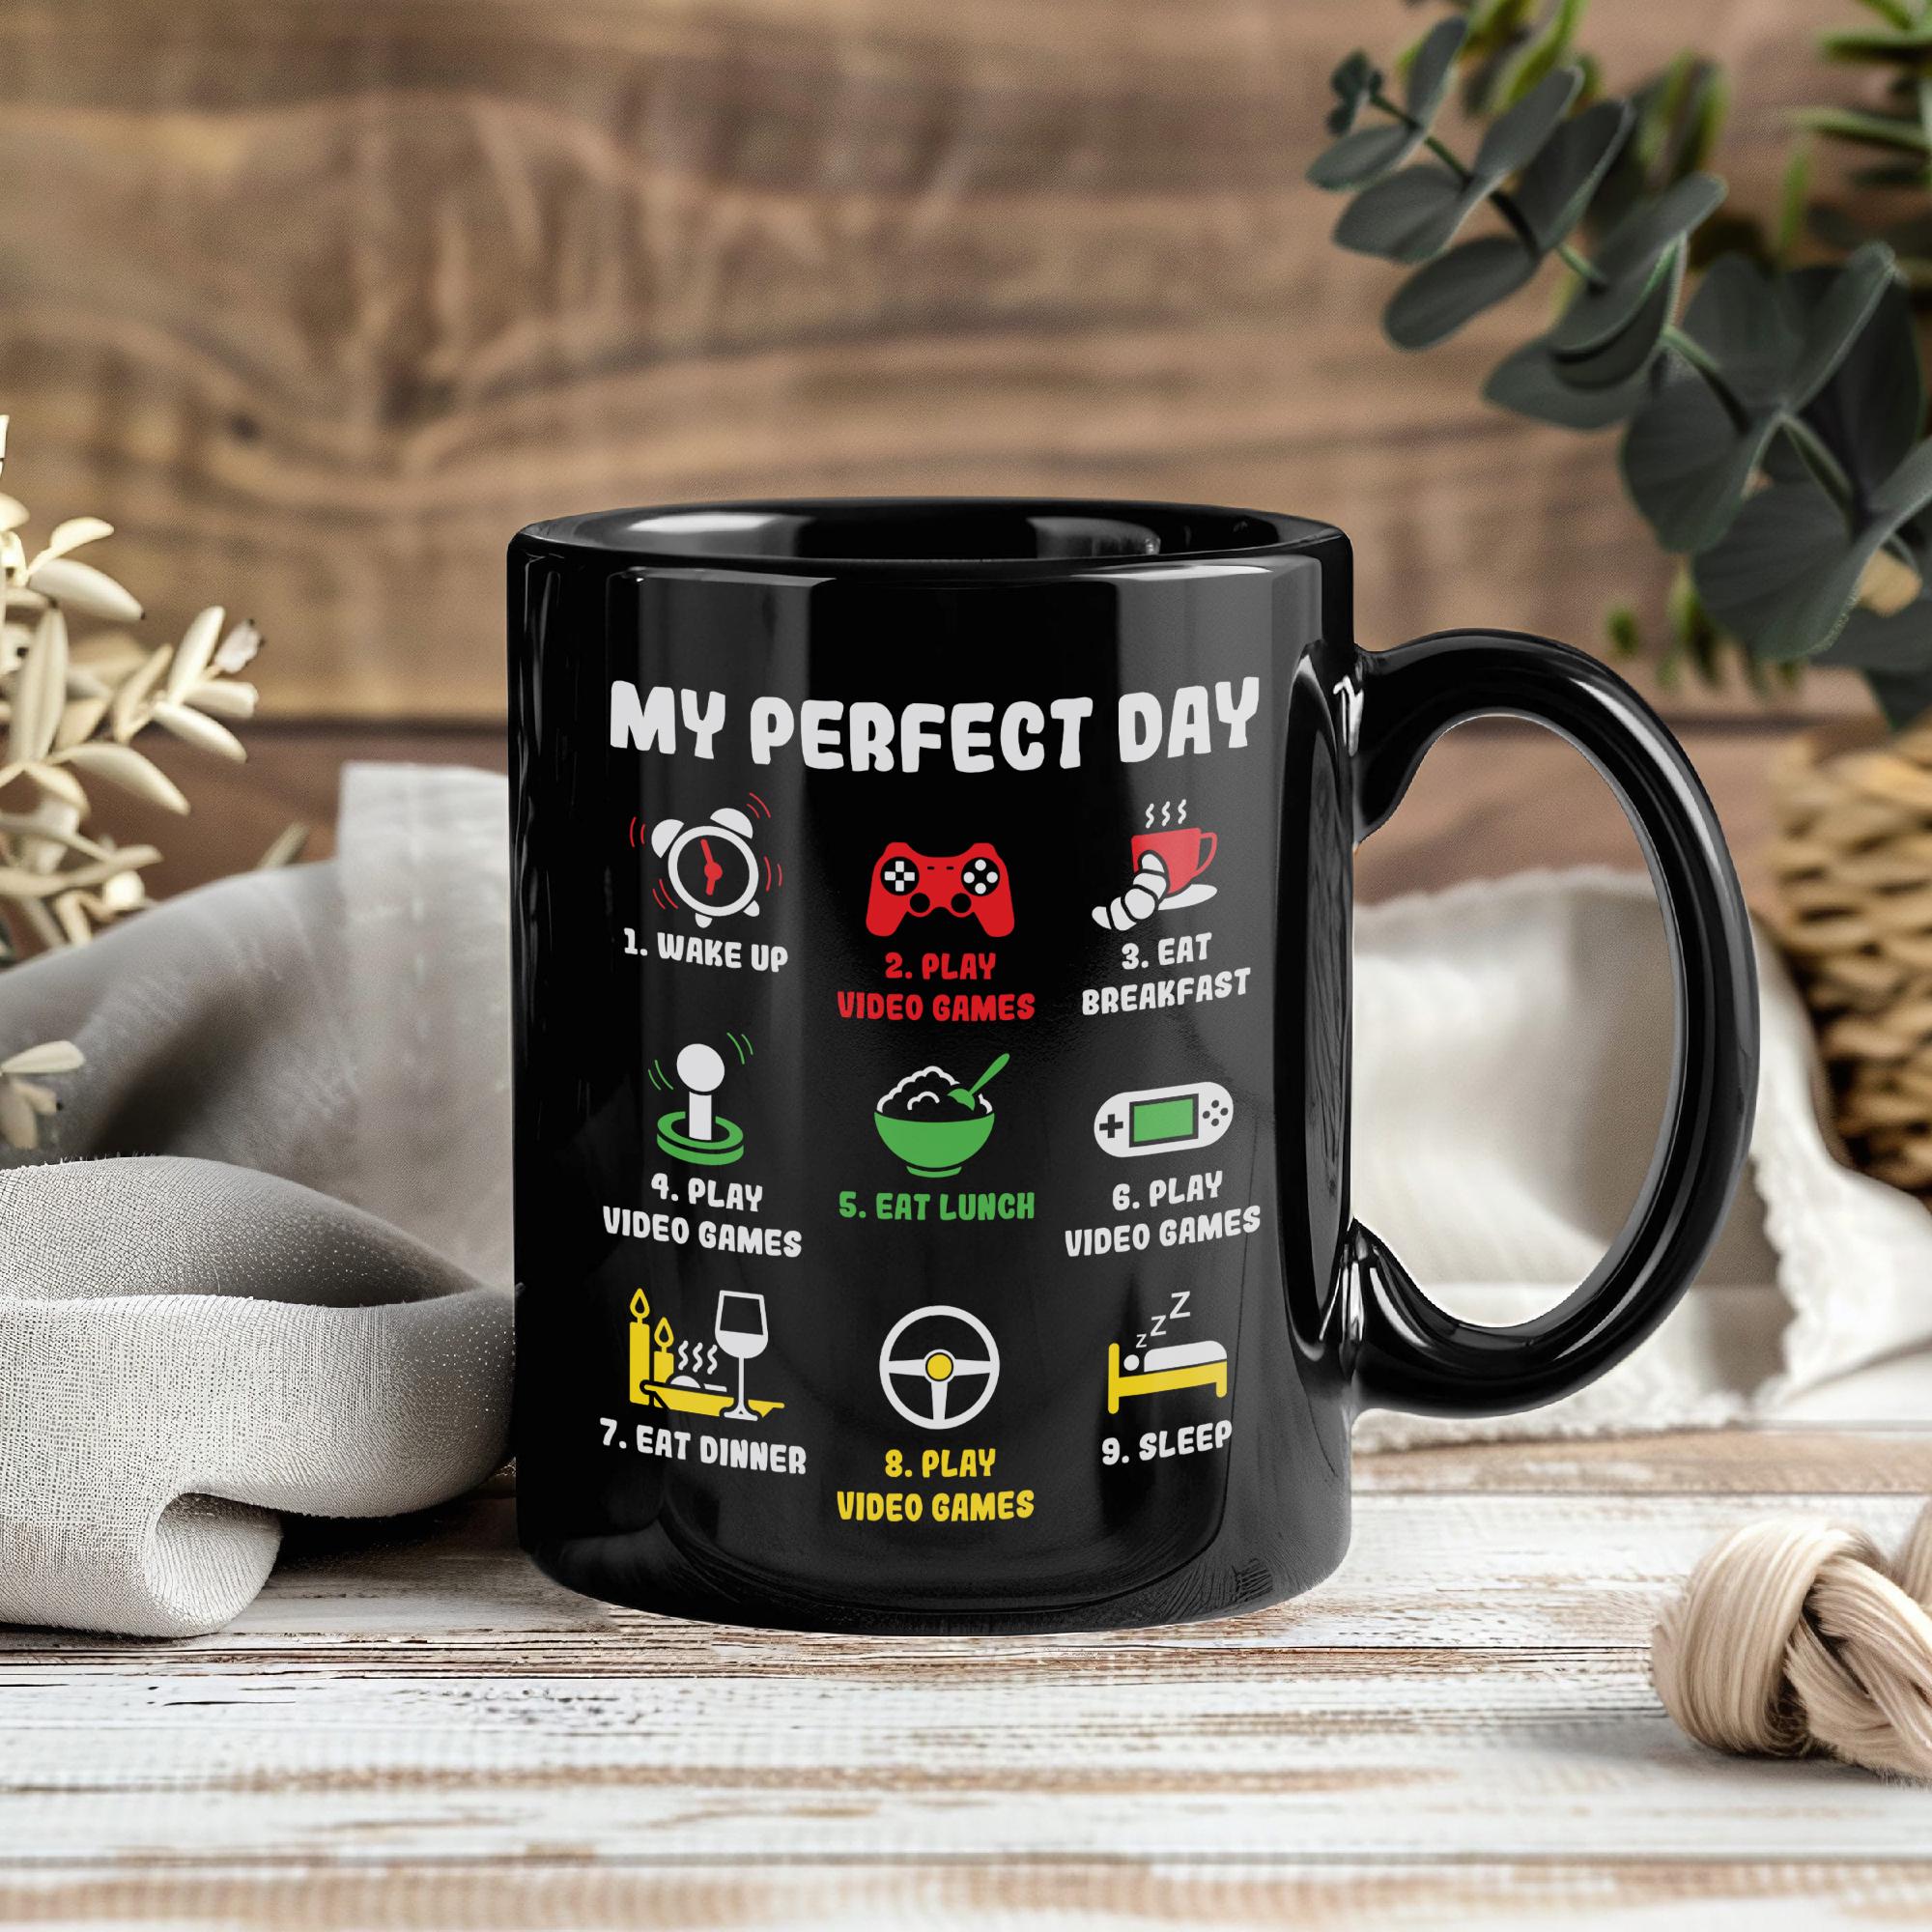 MY PERFECT DAY
1. WAKE UP
2. PLAY
VIDEO GAMES
3. EAT
BREAKFAST
4. PLAY
VIDEO GAMES
5. EAT LUNCH
6. PLAY
VIDEO GAMES
7. EAT DINNER
8. PLAY
VIDEO GAMES
z z Z
9. SLEEP